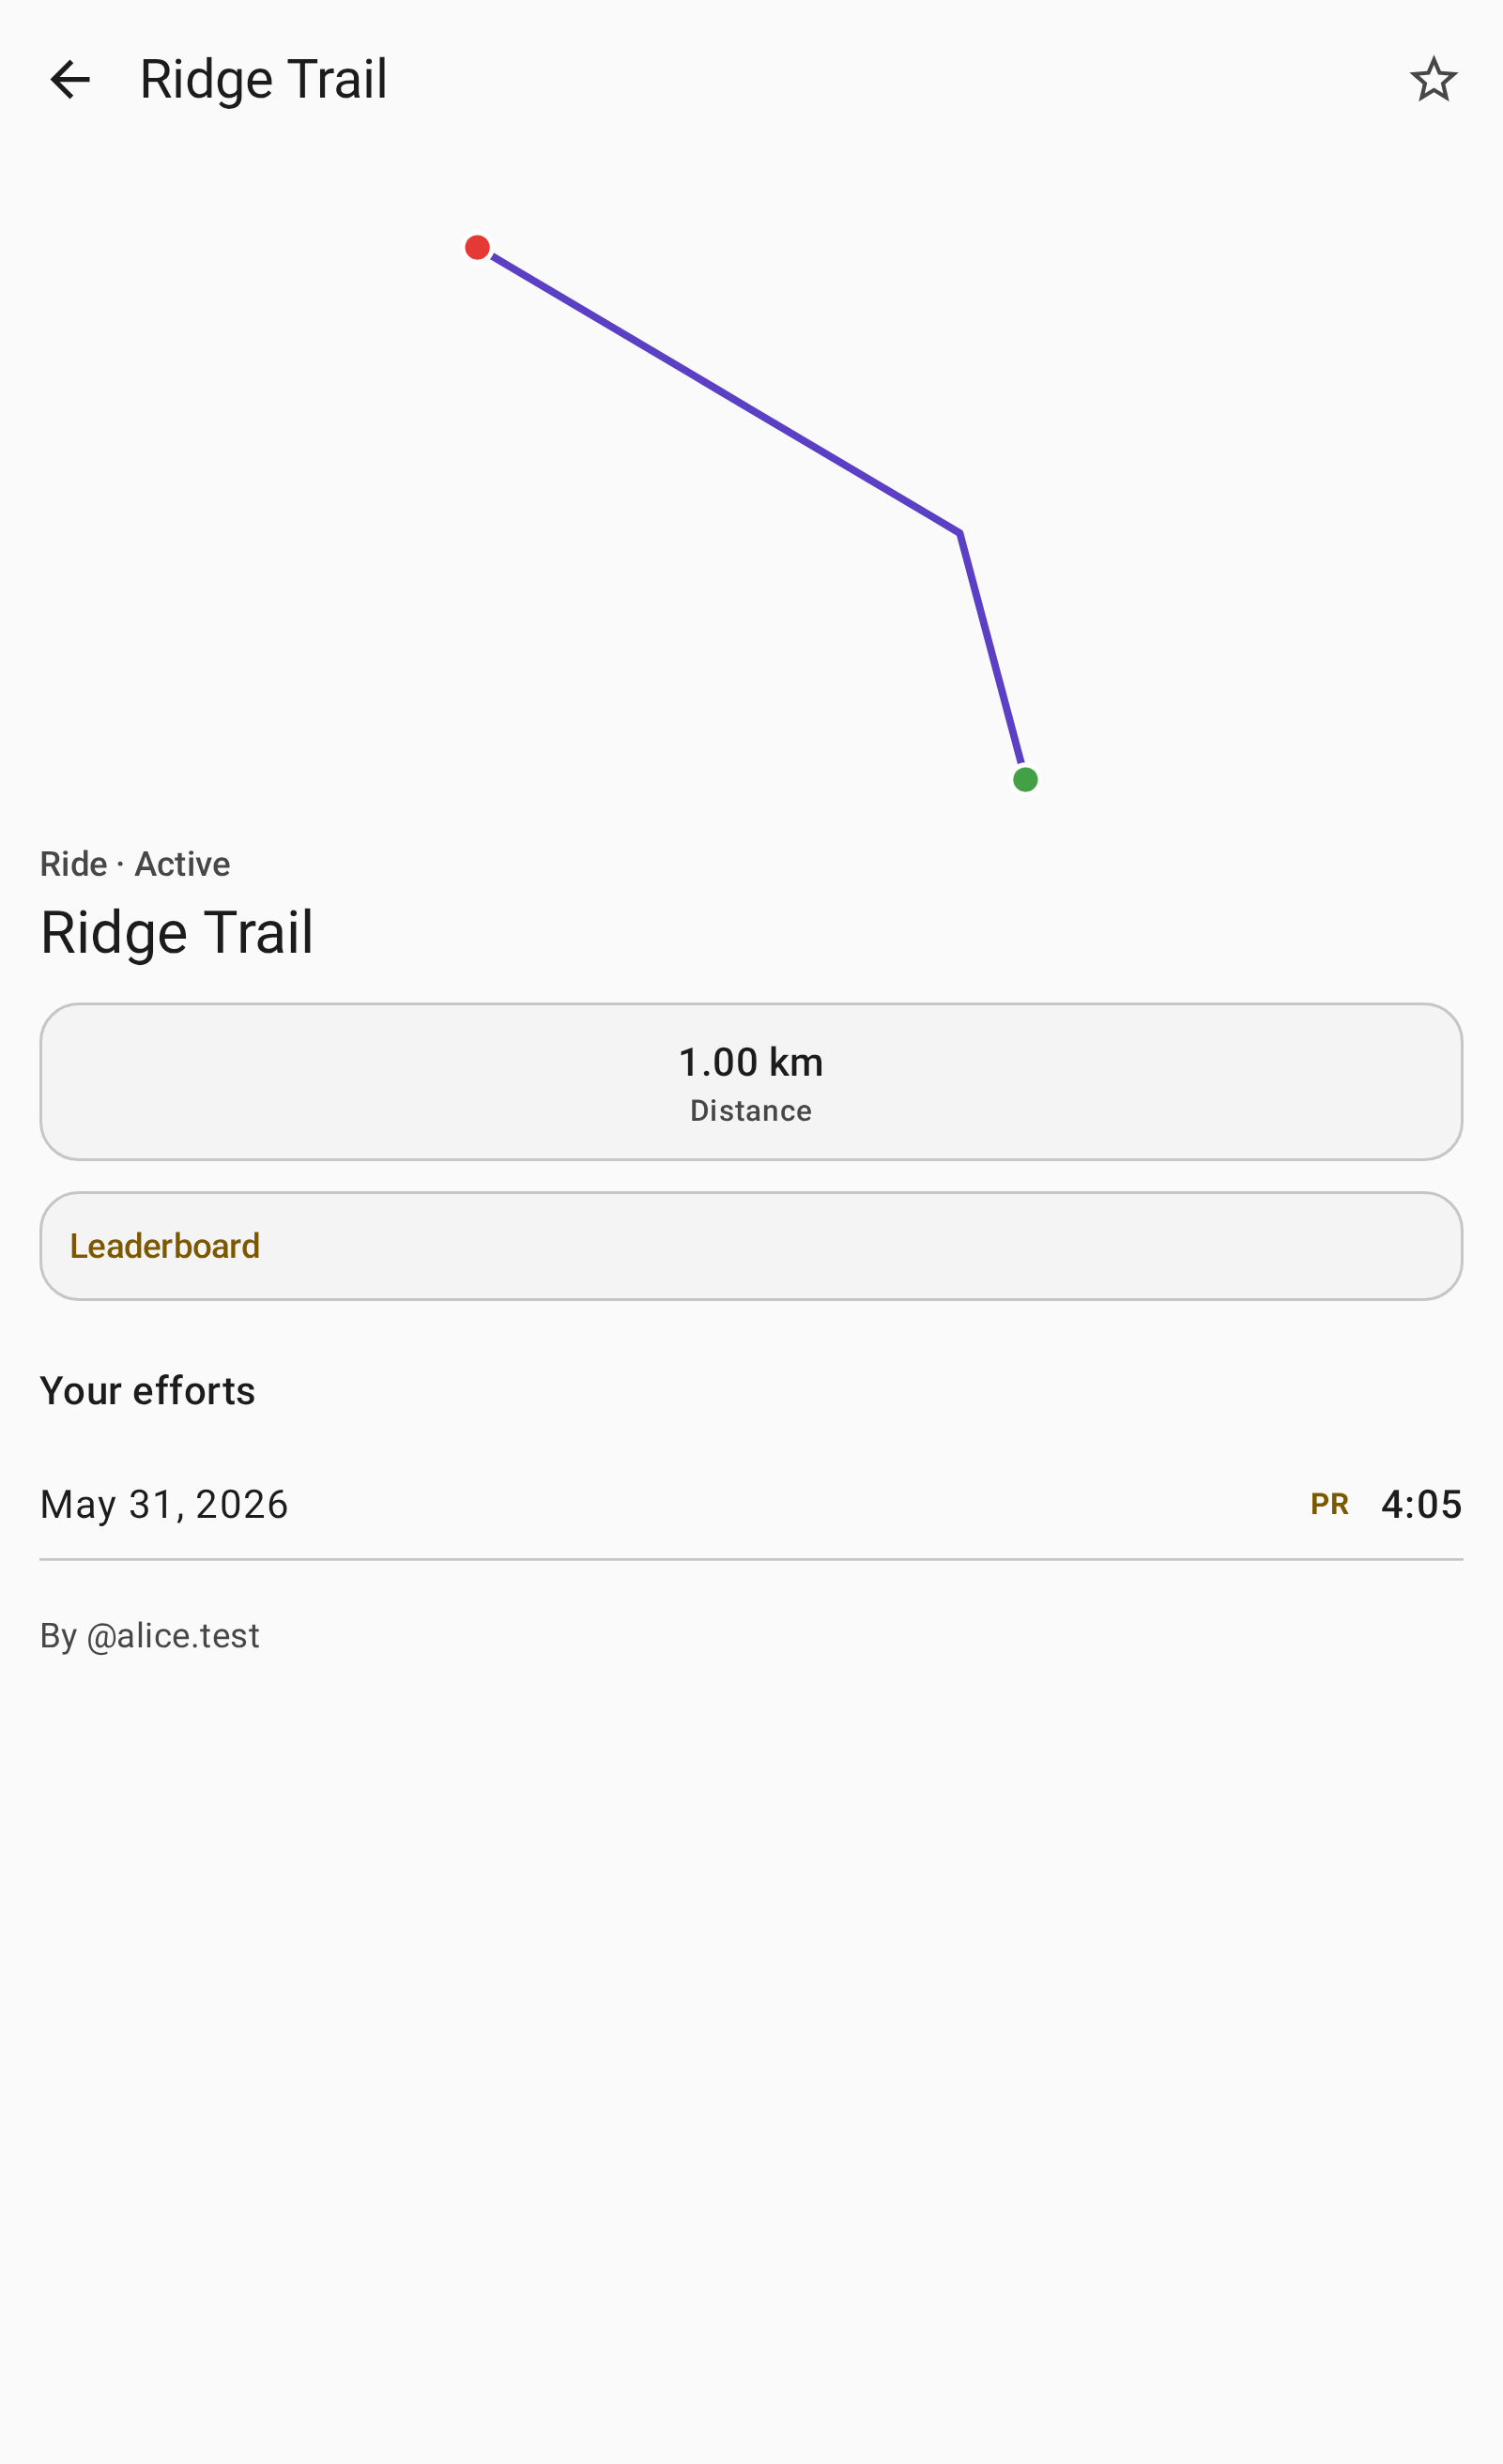 Ridge Trail
Ride · Active
Ridge Trail
1.00 km
Distance
Leaderboard
Your efforts
May 31, 2026 PR 4:05
By @alice.test